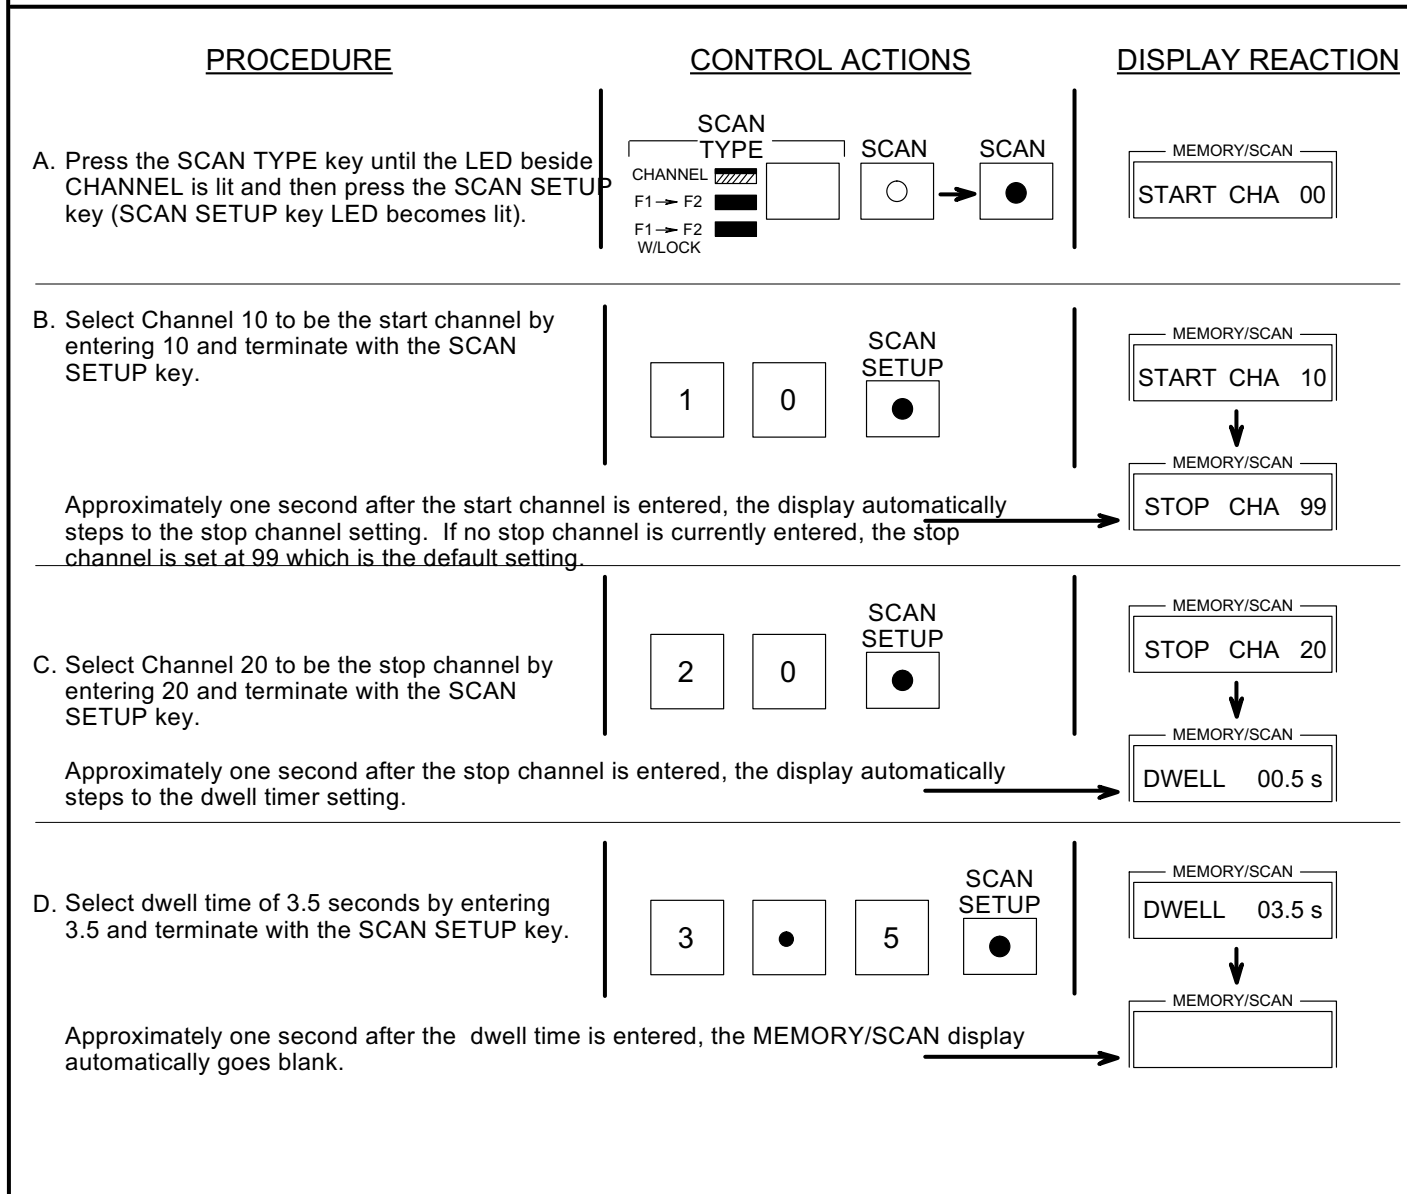 PROCEDURE
CONTROL ACTIONS
DISPLAY REACTION
A. Press the SCAN TYPE key until the LED beside
CHANNEL is lit and then press the SCAN SETUP
key (SCAN SETUP key LED becomes lit).
SCAN
TYPE
CHANNEL
F1 → F2
F1 → F2
W/LOCK
SCAN
SCAN
MEMORY/SCAN
START CHA 00
B. Select Channel 10 to be the start channel by
entering 10 and terminate with the SCAN
SETUP key.
1
0
SCAN
SETUP
MEMORY/SCAN
START CHA 10
Approximately one second after the start channel is entered, the display automatically
steps to the stop channel setting. If no stop channel is currently entered, the stop
channel is set at 99 which is the default setting.
MEMORY/SCAN
STOP CHA 99
C. Select Channel 20 to be the stop channel by
entering 20 and terminate with the SCAN
SETUP key.
2
0
SCAN
SETUP
MEMORY/SCAN
STOP CHA 20
Approximately one second after the stop channel is entered, the display automatically
steps to the dwell timer setting.
MEMORY/SCAN
DWELL 00.5 s
D. Select dwell time of 3.5 seconds by entering
3.5 and terminate with the SCAN SETUP key.
3
5
SCAN
SETUP
MEMORY/SCAN
DWELL 03.5 s
Approximately one second after the dwell time is entered, the MEMORY/SCAN display
automatically goes blank.
MEMORY/SCAN